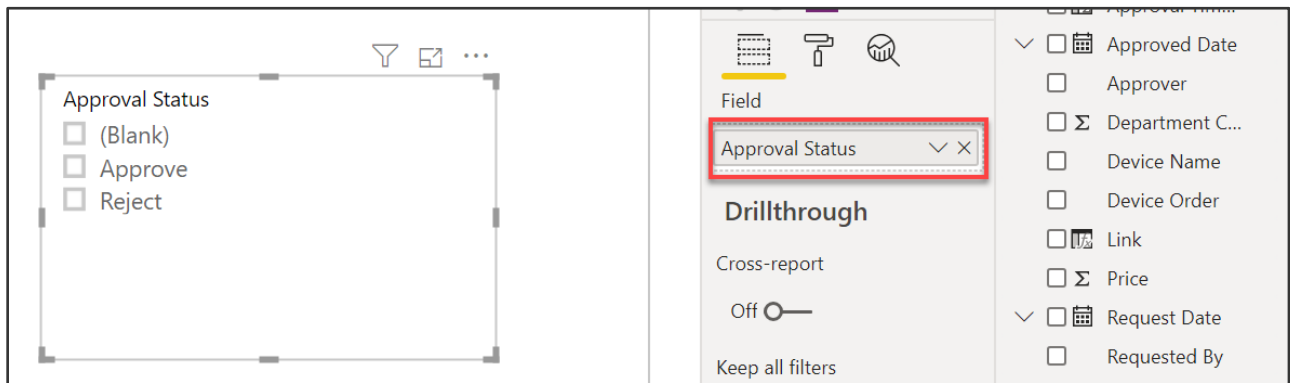 Approval Status
(Blank)
Approve
Reject
Field
Approval Status
Drillthrough
Cross-report
Off
Keep all filters
Approved Date
Approver
Department C...
Device Name
Device Order
Link
Price
Request Date
Requested By